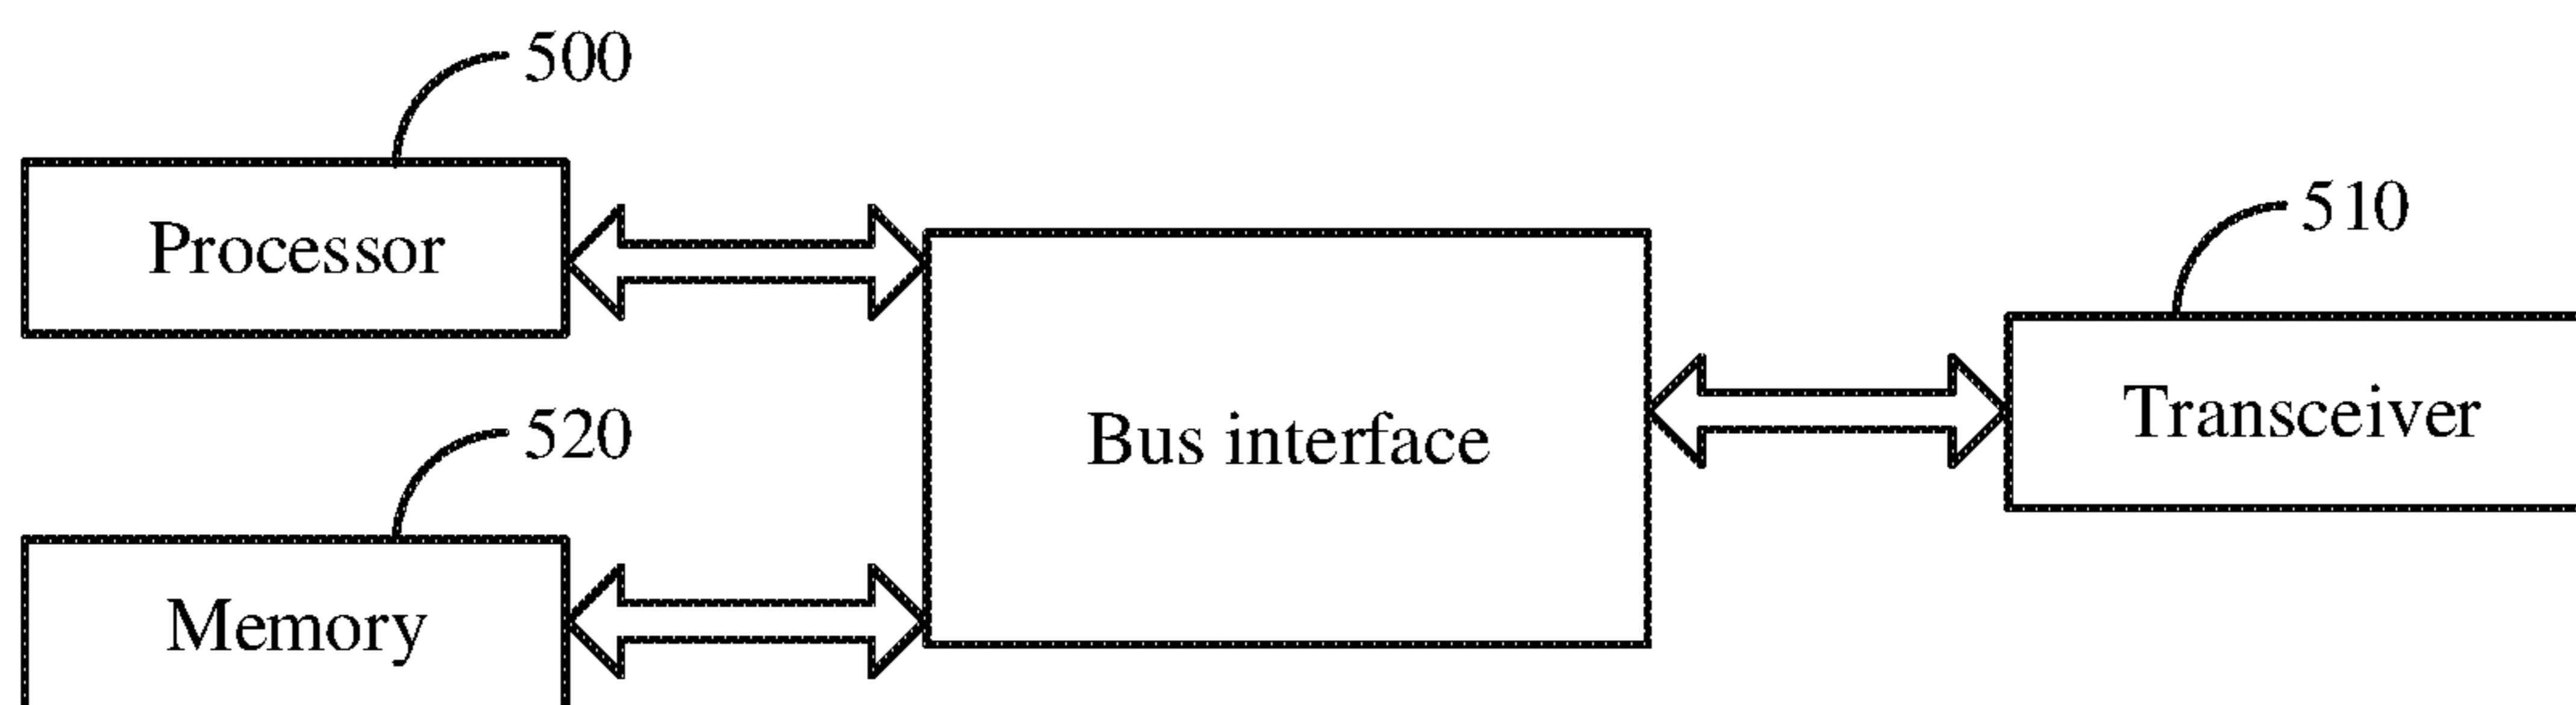 500
Processor
510
Transceiver
Bus interface
520
Memory